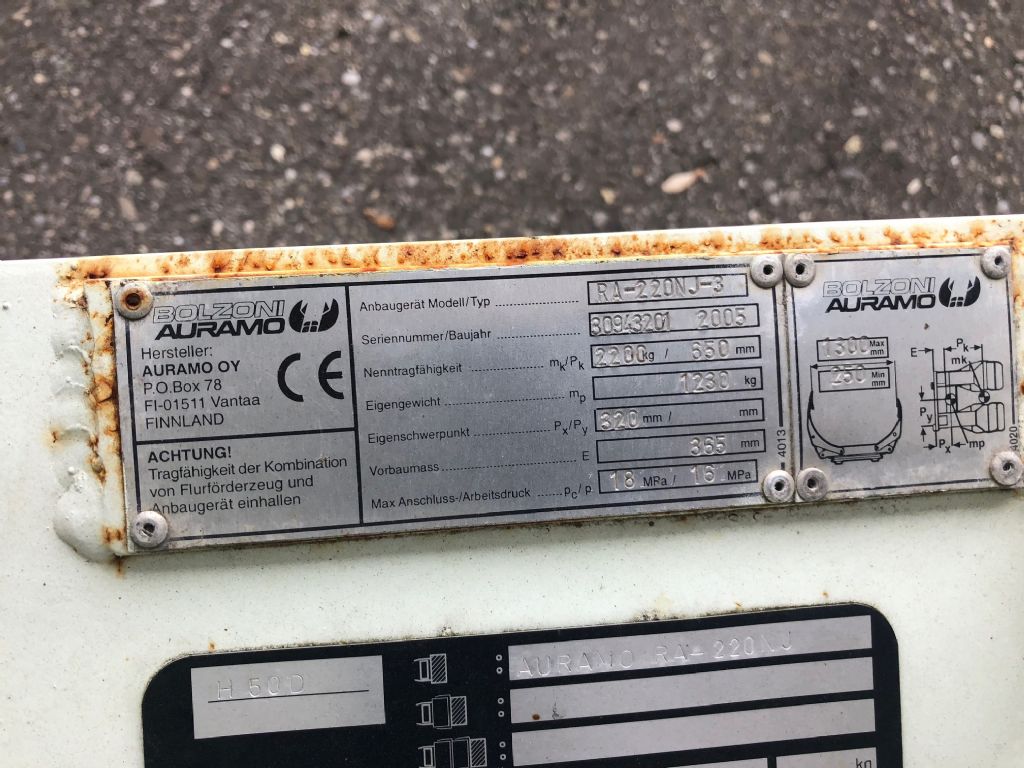 BOLZONI
AURAMO
Hersteller:
AURAMO OY
P.O.Box 78
FI-01511 Vantaa
FINNLAND
CE
ACHTUNG!
Tragfähigkeit der Kombination
von Flurförderzeug und
Anbaugerät einhalten
Anbaugerät Modell/Typ RA-220NJ-3
Seriennummer/Baujahr 30943201 2005
Nenntragfähigkeit mk/Pk 2200 kg / 650 mm
Eigengewicht mp 1230 kg
Eigenschwerpunkt Px/Py 320 mm / mm
Vorbaumass E 365 mm
Max Anschluss-/Arbeitsdruck pc/p 18 MPa / 16 MPa
4013
BOLZONI
AURAMO
1300 Max mm
250 Min mm
E
Pk
mk
Py
Px
mp
4020
H 50D
AURAMO RA-220NJ
kg